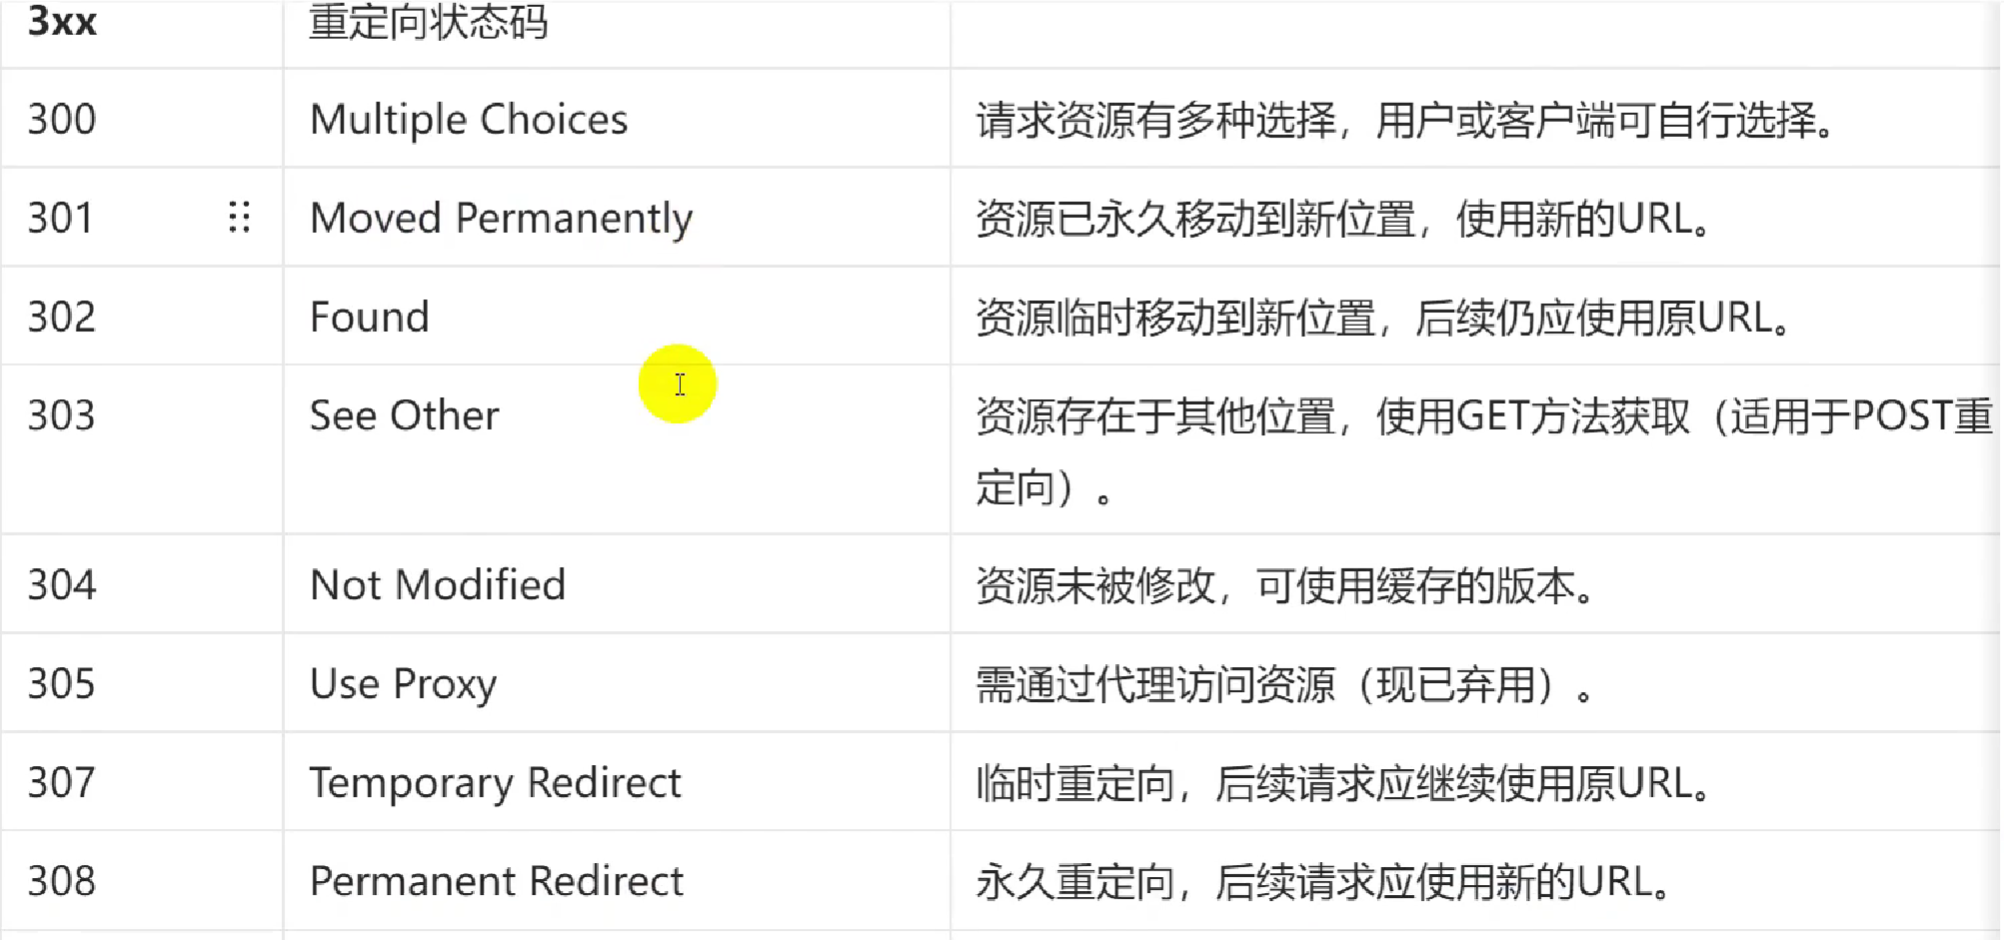 3xx 重定向状态码
300 Multiple Choices 请求资源有多种选择，用户或客户端可自行选择。
301 Moved Permanently 资源已永久移动到新位置，使用新的URL。
302 Found 资源临时移动到新位置，后续仍应使用原URL。
303 See Other 资源存在于其他位置，使用GET方法获取（适用于POST重
定向）。
304 Not Modified 资源未被修改，可使用缓存的版本。
305 Use Proxy 需通过代理访问资源（现已弃用）。
307 Temporary Redirect 临时重定向，后续请求应继续使用原URL。
308 Permanent Redirect 永久重定向，后续请求应使用新的URL。